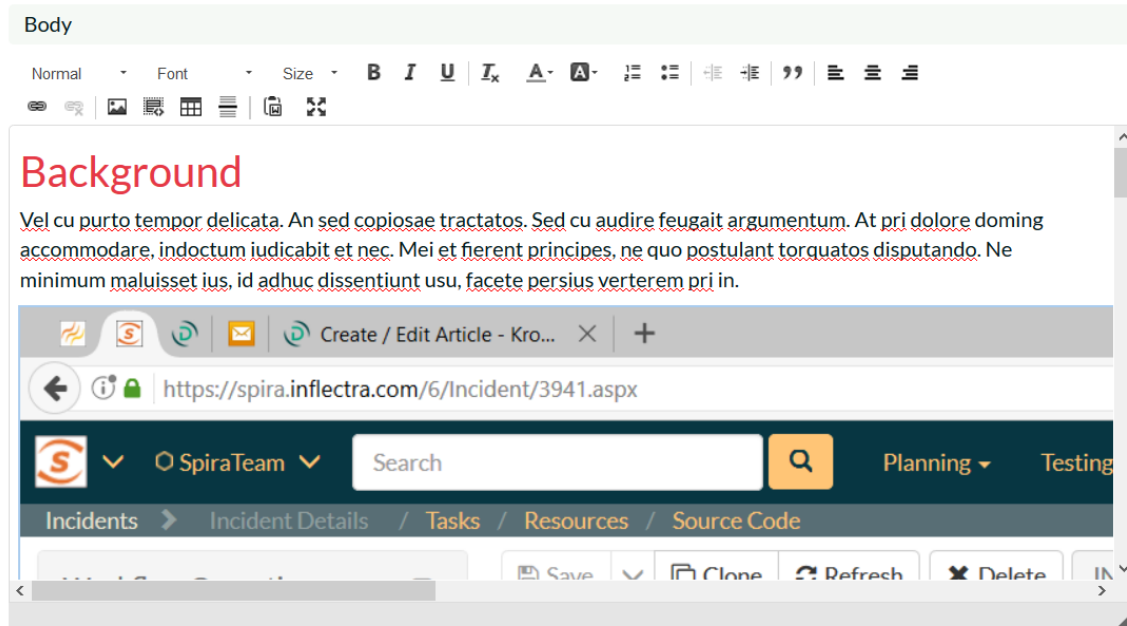 Body
Normal Font Size B I U Ix A A
Background
Vel cu purto tempor delicata. An sed copiosae tractatos. Sed cu audire feugait argumentum. At pri dolore doming
accommodare, indoctum iudicabit et nec. Mei et fierent principes, ne quo postulant torquatos disputando. Ne
minimum maluisset ius, id adhuc dissentiunt usu, facete persius verterem pri in.
Create / Edit Article - Kro...
https://spira.inflectra.com/6/Incident/3941.aspx
S SpiraTeam Search Planning Testing
Incidents Incident Details / Tasks / Resources / Source Code
Save Clone Refresh Delete IN